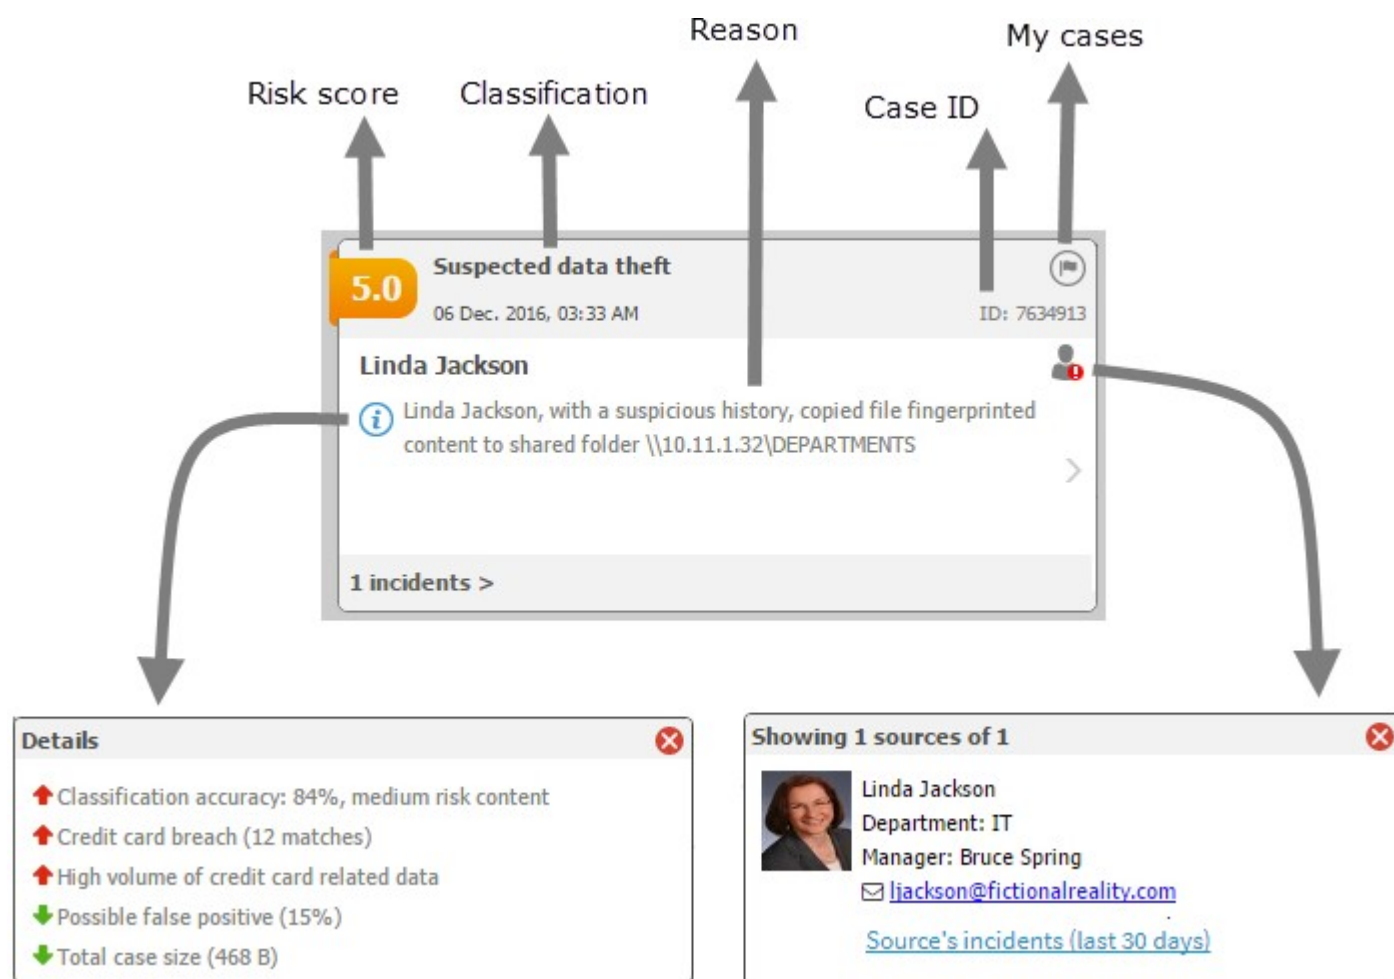 Reason
My cases
Risk score
Classification
Case ID
5.0
Suspected data theft
06 Dec. 2016, 03:33 AM
ID: 7634913
Linda Jackson
Linda Jackson, with a suspicious history, copied file fingerprinted
content to shared folder \\10.11.1.32\DEPARTMENTS
1 incidents >
Details
Classification accuracy: 84%, medium risk content
Credit card breach (12 matches)
High volume of credit card related data
Possible false positive (15%)
Total case size (468 B)
Showing 1 sources of 1
Linda Jackson
Department: IT
Manager: Bruce Spring
ljackson@fictionalreality.com
Source's incidents (last 30 days)